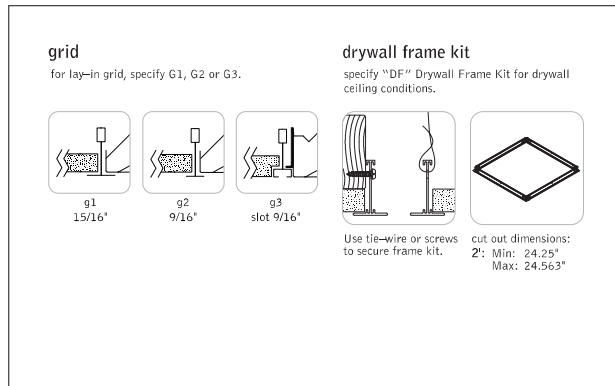 grid
for lay-in grid, specify G1, G2 or G3.
g1
15/16"
g2
9/16"
g3
slot 9/16"
drywall frame kit
specify "DF" Drywall Frame Kit for drywall
ceiling conditions.
Use tie-wire or screws
to secure frame kit.
cut out dimensions:
2': Min: 24.25"
Max: 24.563"